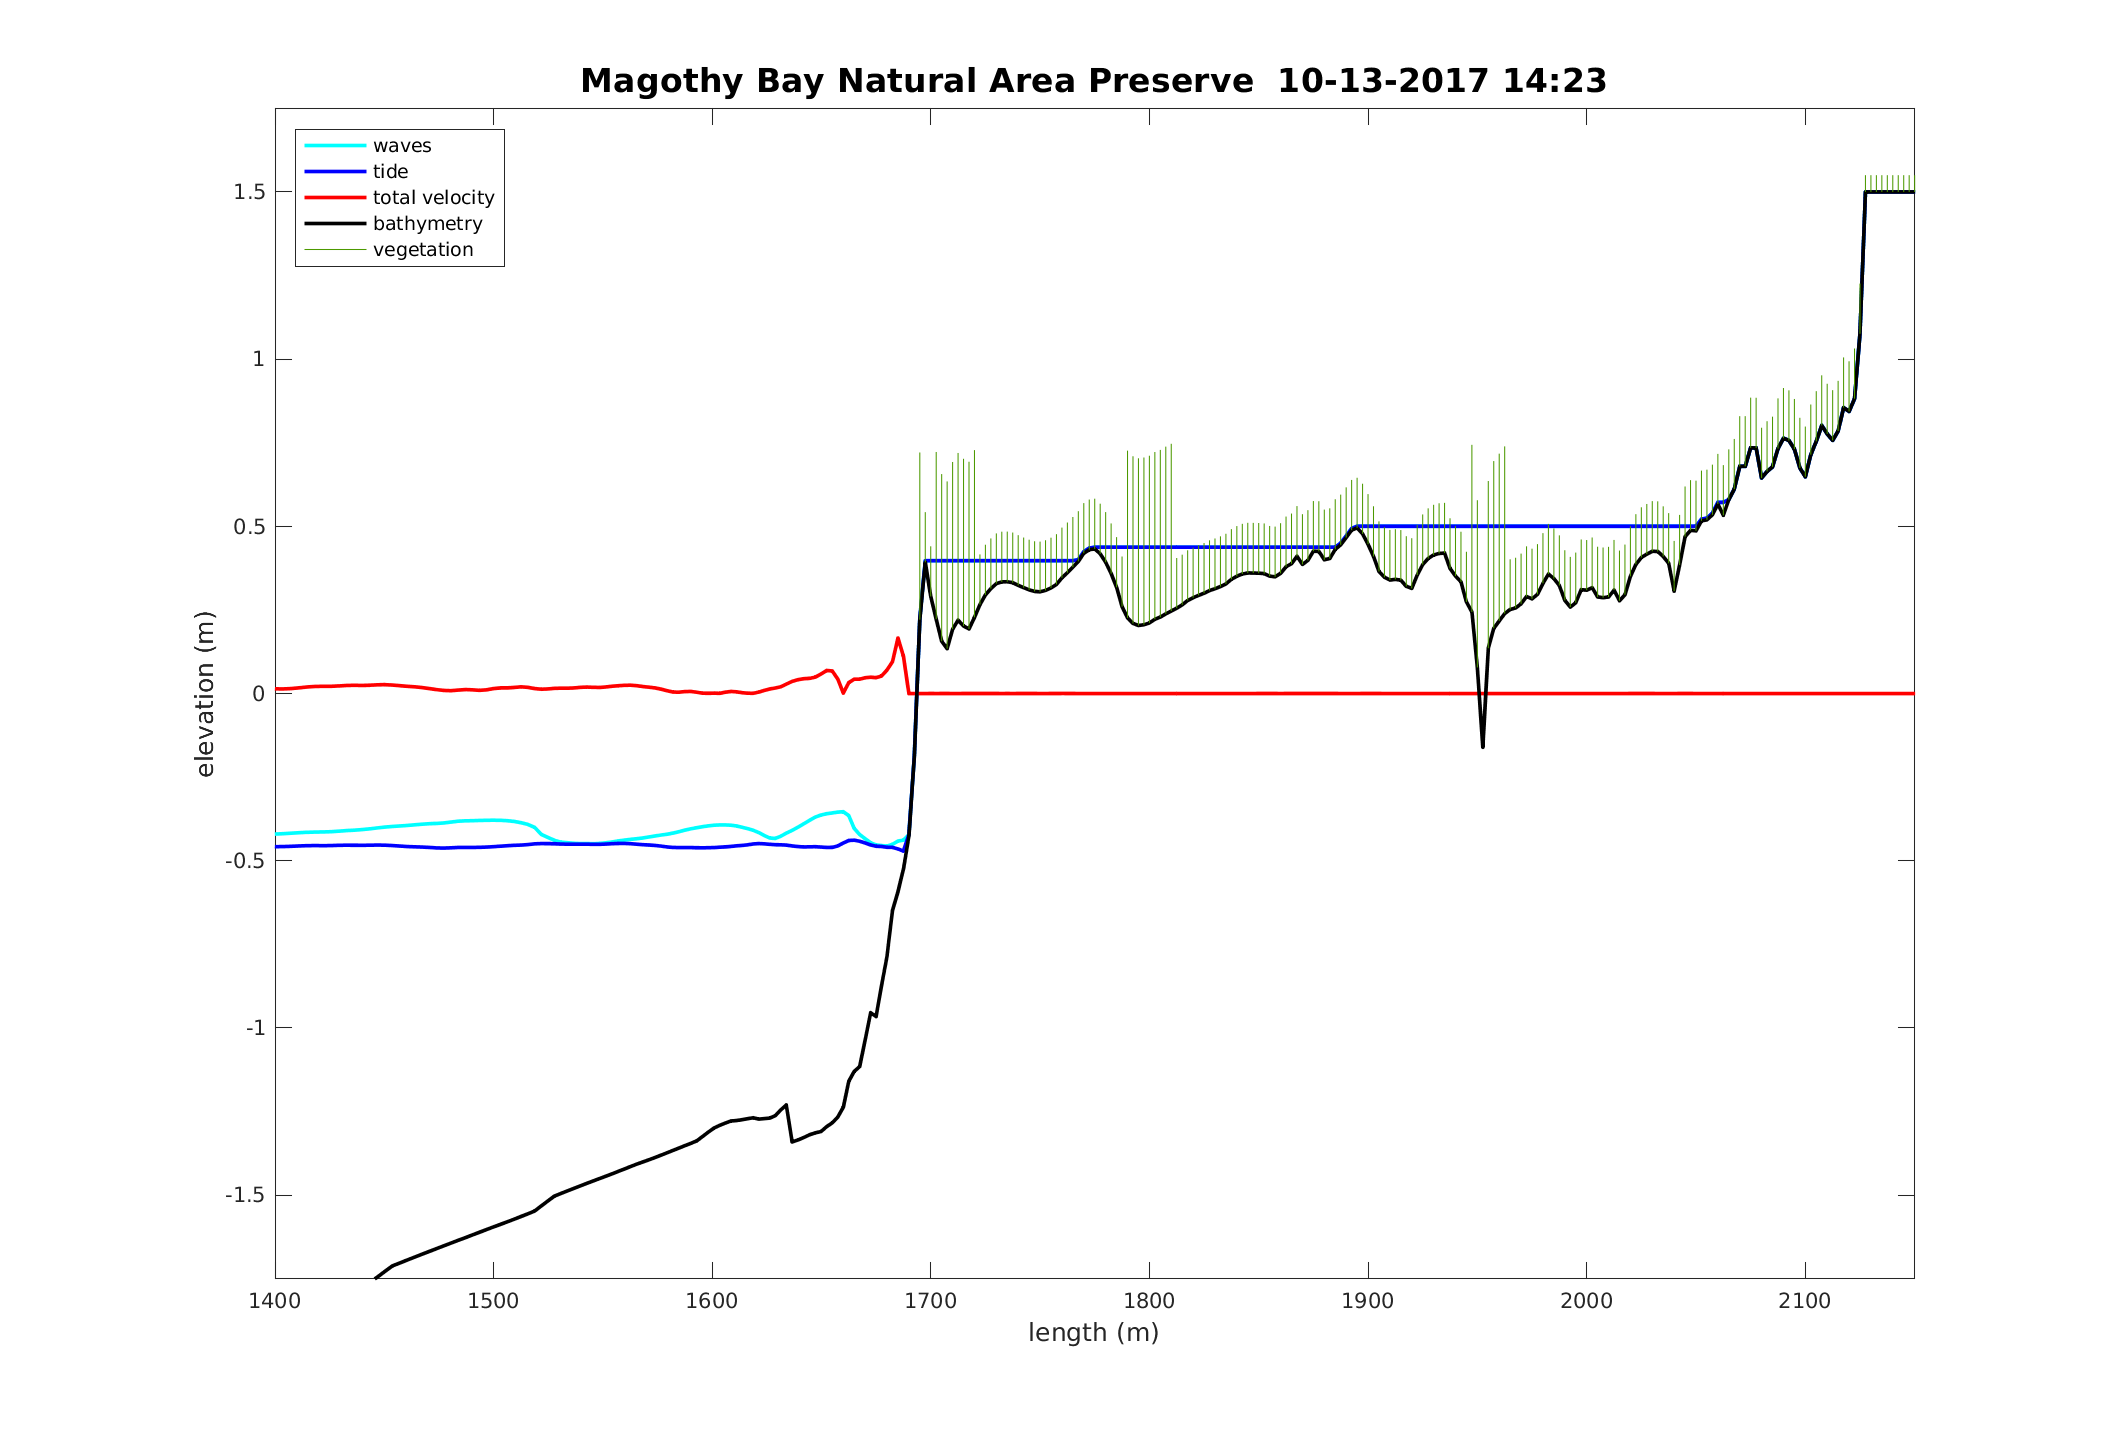 Magothy Bay Natural Area Preserve  10-13-2017 14:23
waves
tide
total velocity
bathymetry
vegetation
1.5
1
0.5
0
-0.5
-1
-1.5
elevation (m)
1400 1500 1600 1700 1800 1900 2000 2100
length (m)